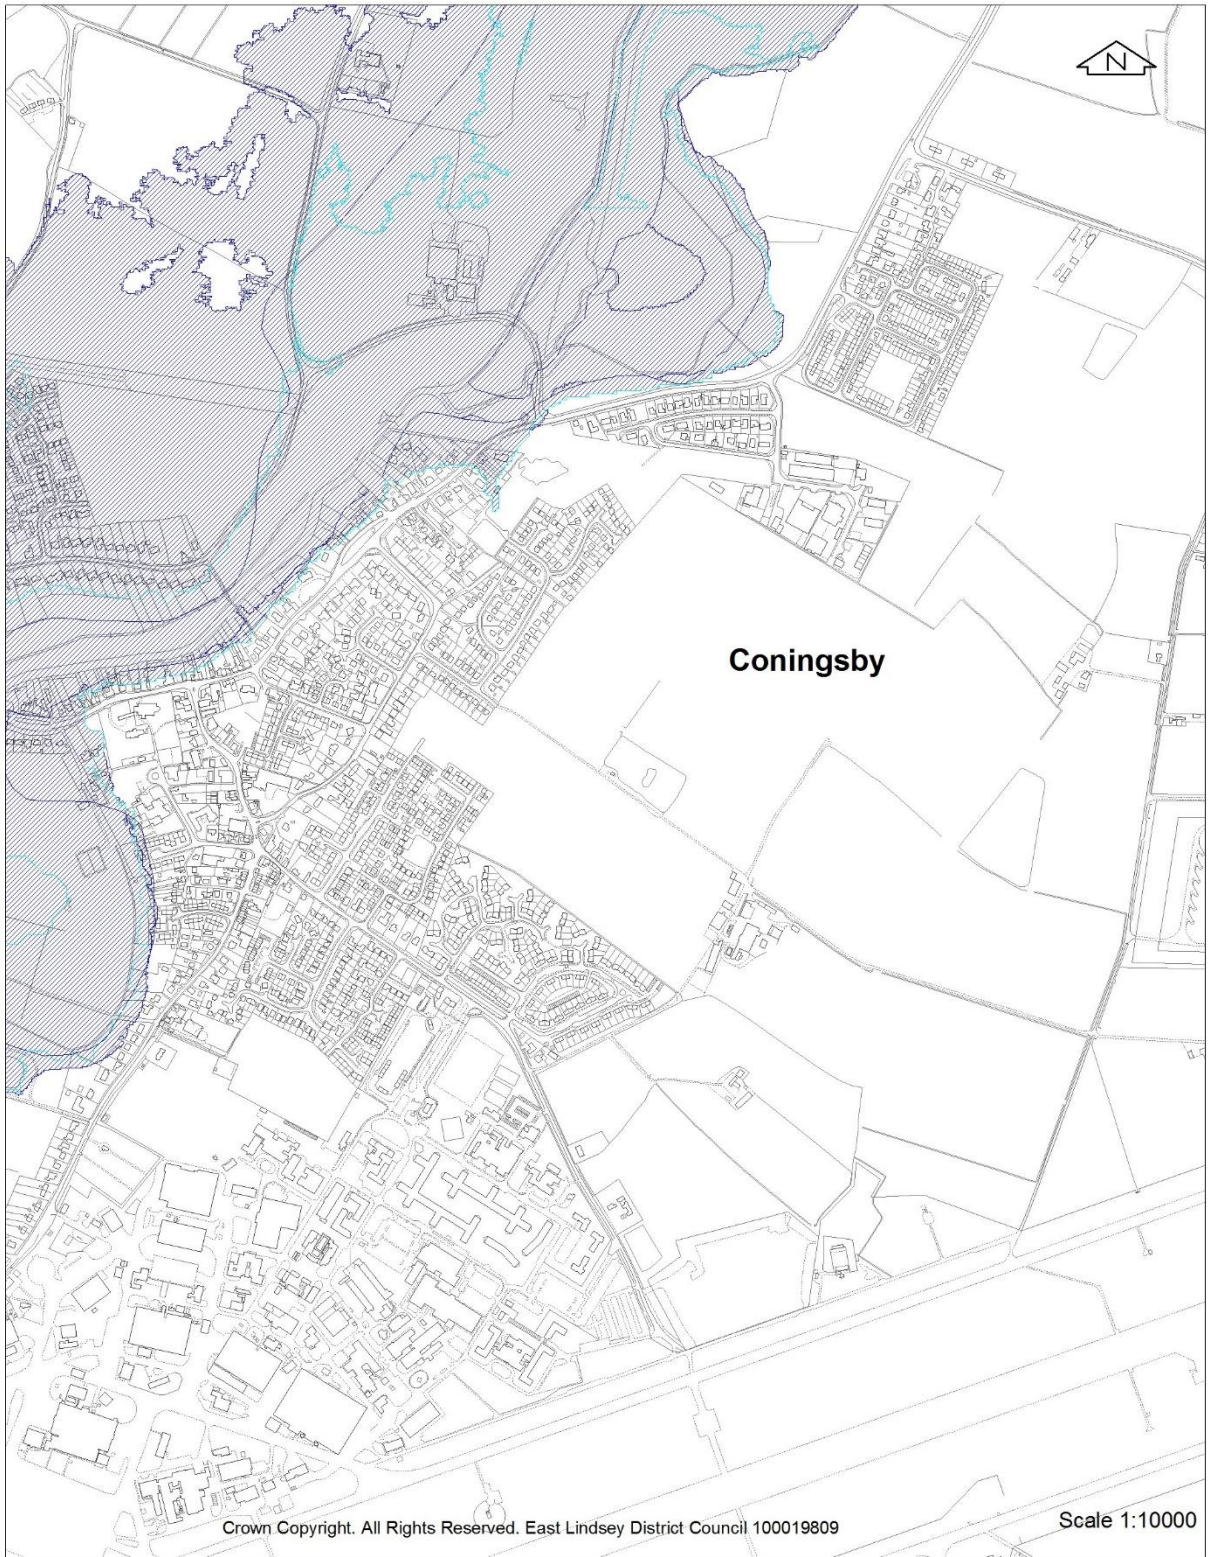 N
Coningsby
Crown Copyright. All Rights Reserved. East Lindsey District Council 100019809
Scale 1:10000